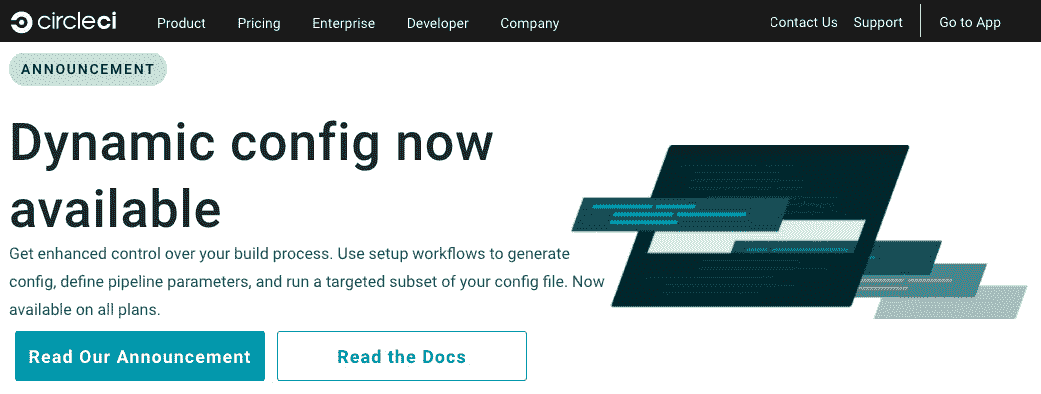 circleci Product Pricing Enterprise Developer Company Contact Us Support Go to App
ANNOUNCEMENT
Dynamic config now
available
Get enhanced control over your build process. Use setup workflows to generate
config, define pipeline parameters, and run a targeted subset of your config file. Now
available on all plans.
Read Our Announcement Read the Docs